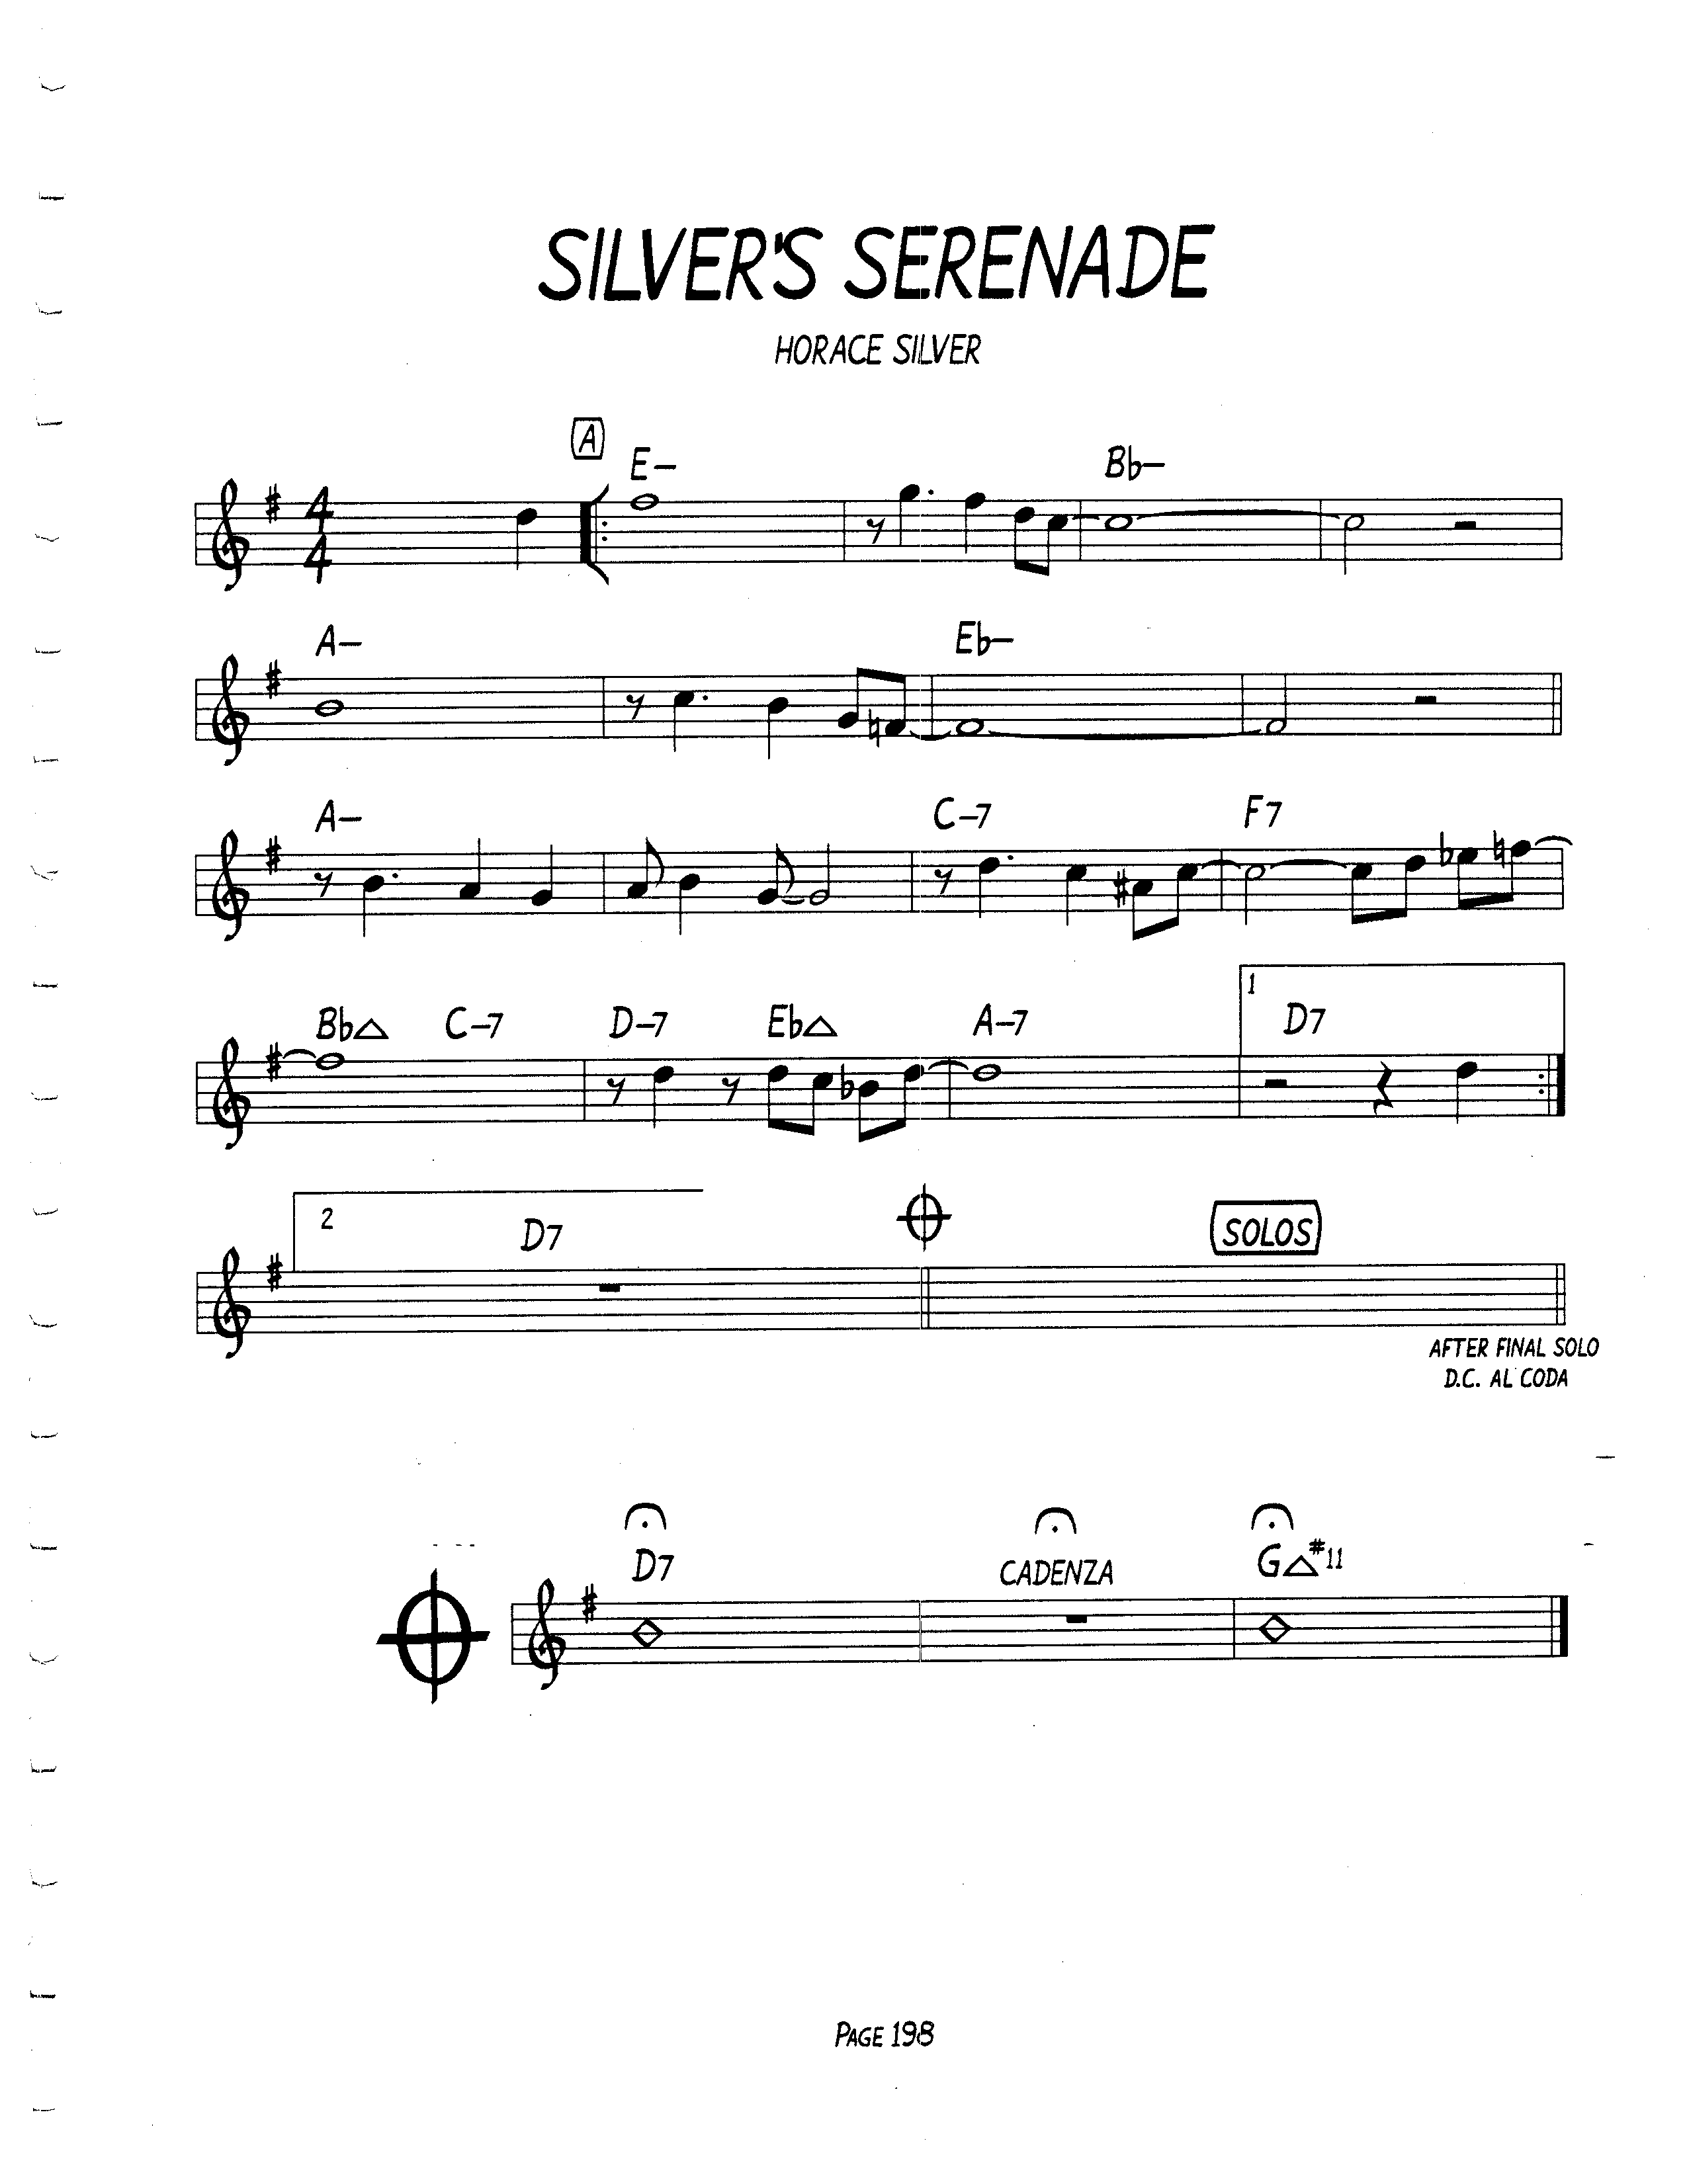 SILVER'S SERENADE
HORACE SILVER
A
E– Bb–
4
4
A– Eb–
A– C–7 F7
Bb△ C–7 D–7 Eb△ A–7 1 D7
2 D7 SOLOS
AFTER FINAL SOLO
D.C. AL CODA
D7 CADENZA G△#11
PAGE 198